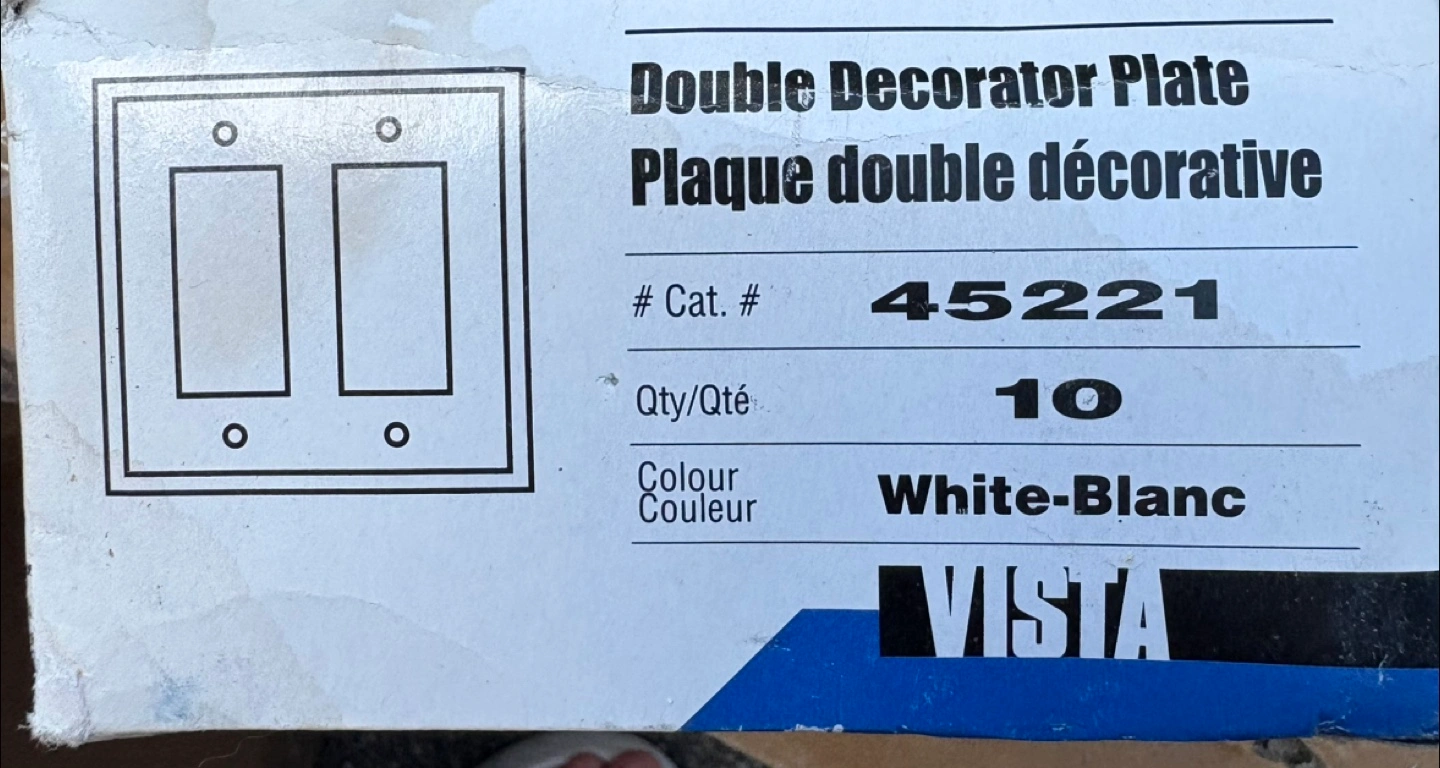 Double Decorator Plate
Plaque double décorative
# Cat. # 45221
Qty/Qté 10
Colour
Couleur White-Blanc
VISTA